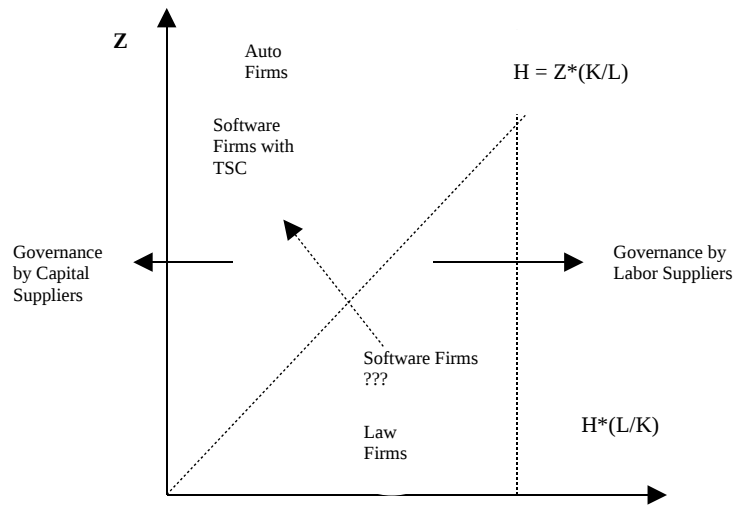 Z
Auto
Firms
H = Z*(K/L)
Software
Firms with
TSC
Governance
by Capital
Suppliers
Governance by
Labor Suppliers
Software Firms
???
Law
Firms
H*(L/K)